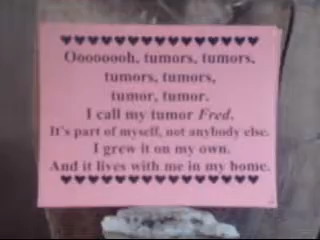 Oooooooh, tumors, tumors,
tumors, tumors,
tumor, tumor.
I call my tumor Fred.
It's part of myself, not anybody else.
I grew it on my own.
And it lives with me in my home.